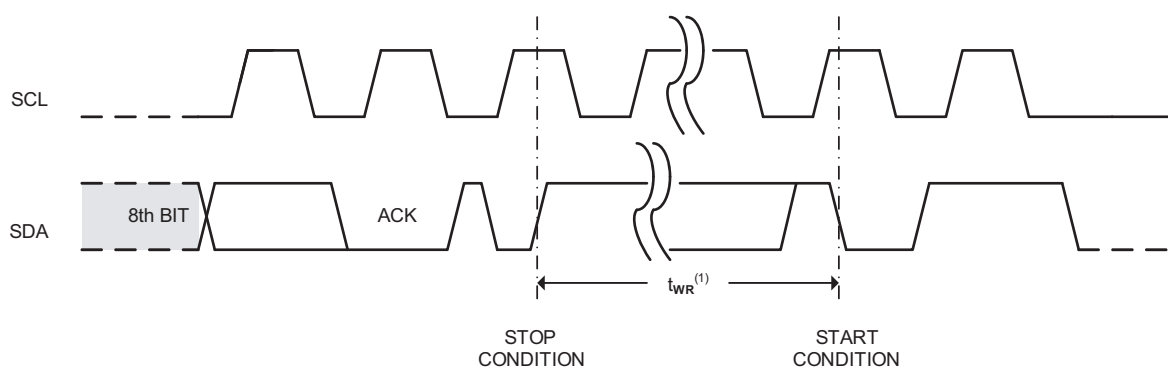 SCL
SDA
8th BIT
ACK
tWR(1)
STOP
CONDITION
START
CONDITION